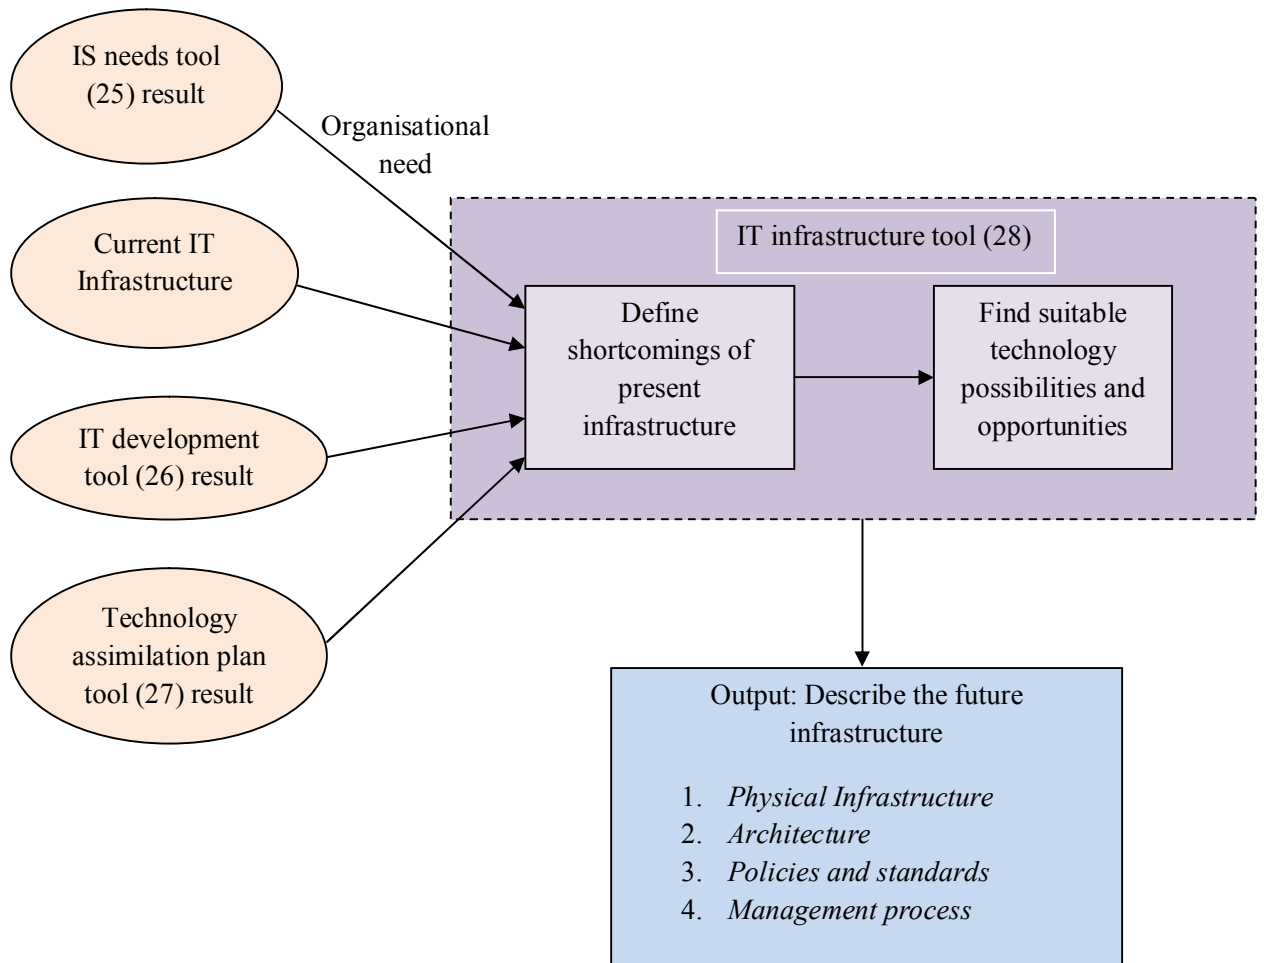 IS needs tool
(25) result
Organisational
need
Current IT
Infrastructure
IT infrastructure tool (28)
Define
shortcomings of
present
infrastructure
Find suitable
technology
possibilities and
opportunities
IT development
tool (26) result
Technology
assimilation plan
tool (27) result
Output: Describe the future
infrastructure
1. Physical Infrastructure
2. Architecture
3. Policies and standards
4. Management process